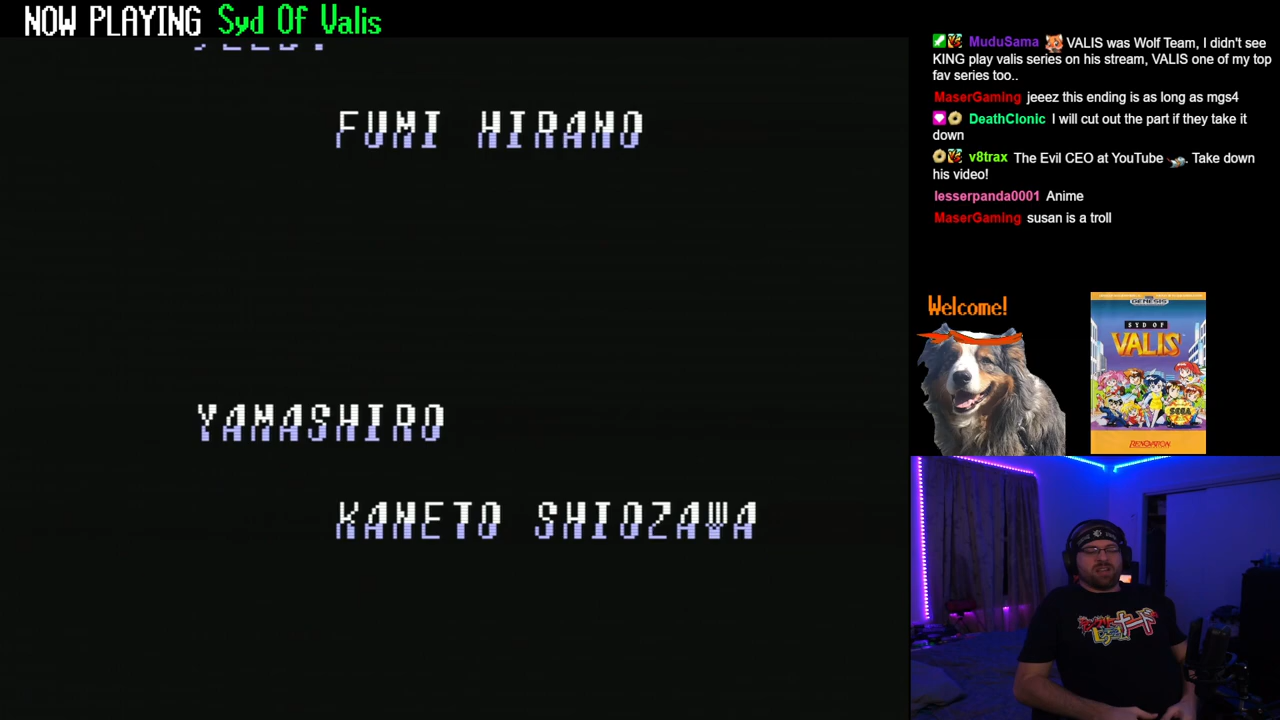 NOW PLAYING Syd Of Valis
FUMI HIRANO
YAMASHIRO
KANETO SHIOZAWA
MuduSama VALIS was Wolf Team, I didn't see
KING play valis series on his stream, VALIS one of my top
fav series too..
MaserGaming jeeez this ending is as long as mgs4
DeathClonic I will cut out the part if they take it
down
v8trax The Evil CEO at YouTube . Take down
his video!
lesserpanda0001 Anime
MaserGaming susan is a troll
Welcome!
GENESIS
SYD OF
VALIS
SEGA
RENOVATION